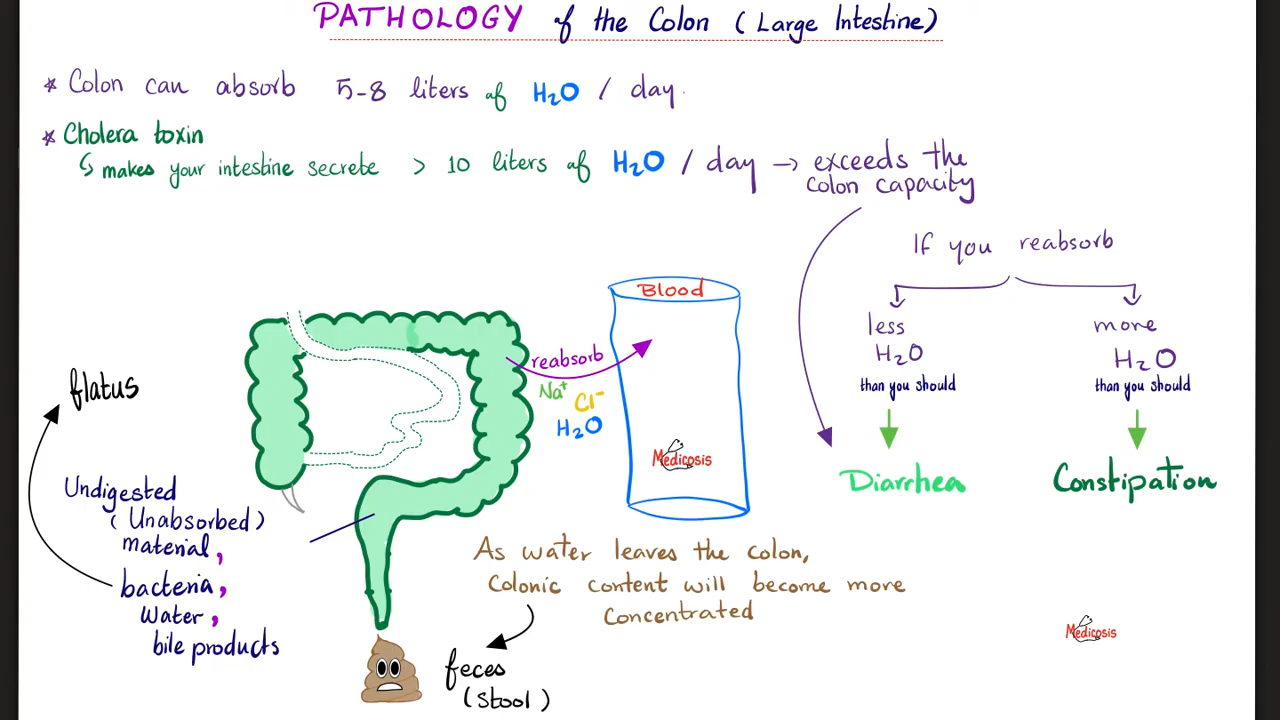 PATHOLOGY of the Colon (Large Intestine)
* Colon can absorb 5-8 liters of H₂O / day.
* Cholera toxin
↳ makes your intestine secrete > 10 liters of H₂O / day → exceeds the
colon capacity
If you reabsorb
less
H₂O
than you should
Diarrhea
more
H₂O
than you should
Constipation
Blood
reabsorb
Na⁺
Cl⁻
H₂O
Medicosis
flatus
Undigested
(Unabsorbed)
material,
bacteria,
water,
bile products
As water leaves the colon,
Colonic content will become more
Concentrated
feces
(stool)
Medicosis